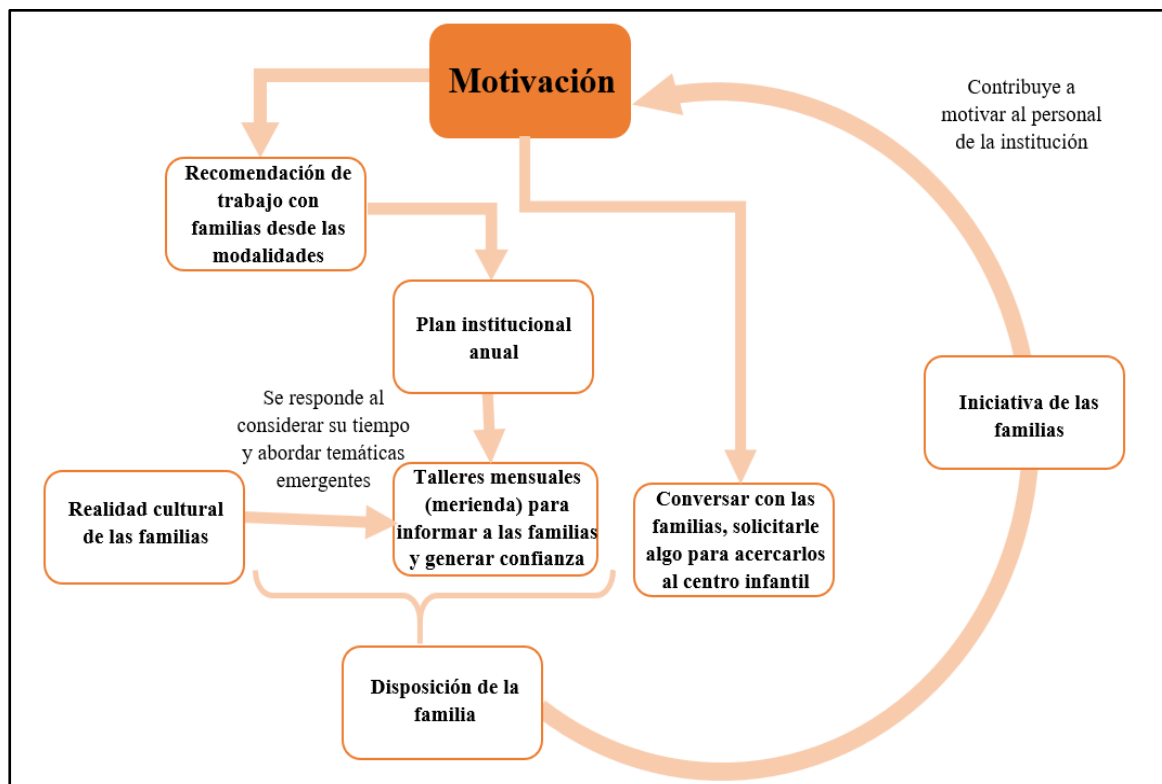 Motivación
Contribuye a
motivar al personal
de la institución
Recomendación de
trabajo con
familias desde las
modalidades
Plan institucional
anual
Iniciativa de las
familias
Se responde al
considerar su tiempo
y abordar temáticas
emergentes
Realidad cultural
de las familias
Talleres mensuales
(merienda) para
informar a las familias
y generar confianza
Conversar con las
familias, solicitarle
algo para acercarlos
al centro infantil
Disposición de la
familia